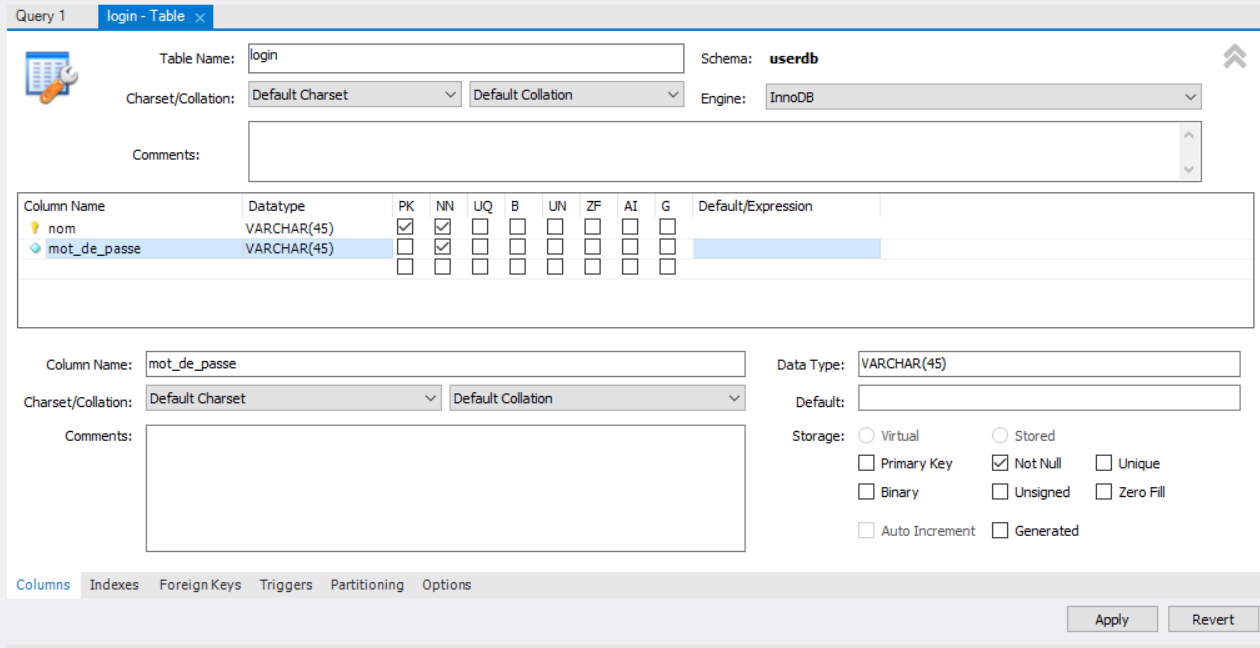 Query 1 login - Table ×
Table Name: login Schema: userdb
Charset/Collation: Default Charset Default Collation Engine: InnoDB
Comments:
Column Name Datatype PK NN UQ B UN ZF AI G Default/Expression
nom VARCHAR(45)
mot_de_passe VARCHAR(45)
Column Name: mot_de_passe Data Type: VARCHAR(45)
Charset/Collation: Default Charset Default Collation Default:
Comments: Storage: Virtual Stored
Primary Key Not Null Unique
Binary Unsigned Zero Fill
Auto Increment Generated
Columns Indexes Foreign Keys Triggers Partitioning Options
Apply Revert